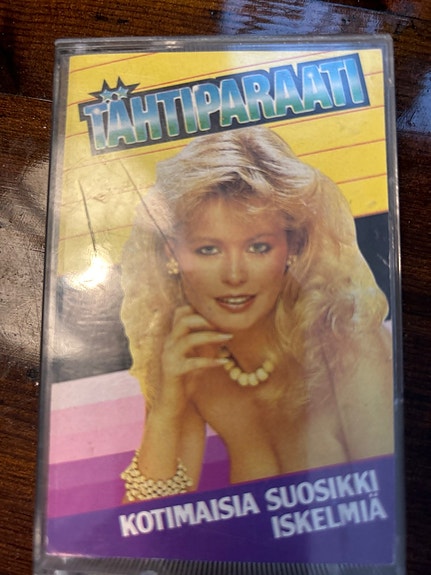 TÄHTIPARAATI
KOTIMAISIA SUOSIKKI
ISKELMIÄ